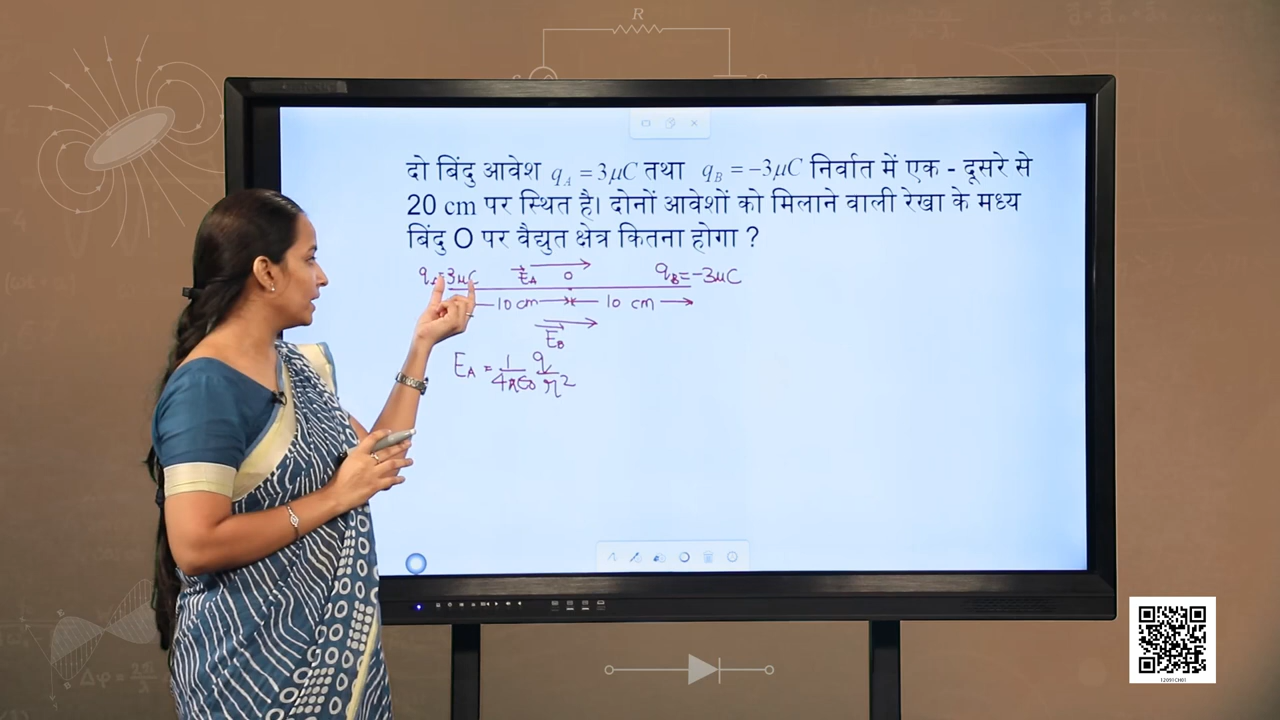 R
दो बिंदु आवेश q_A = 3μC तथा q_B = −3μC निर्वात में एक - दूसरे से
20 cm पर स्थित है। दोनों आवेशों को मिलाने वाली रेखा के मध्य
बिंदु O पर वैद्युत क्षेत्र कितना होगा ?
q_A=3μC E_A O q_B=−3μC
10 cm 10 cm
E_B
E_A = 1/4πε0 q/r²
12091CH01